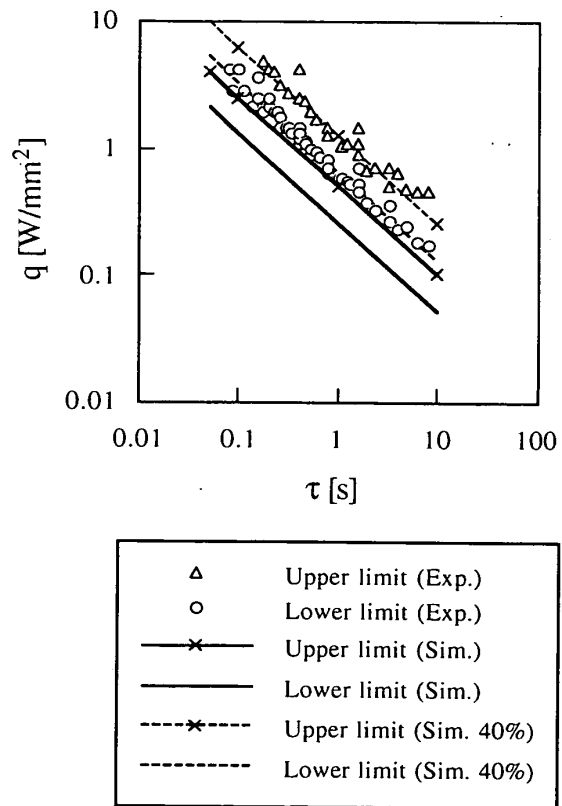 10
1
0.1
0.01
q [W/mm²]
0.01 0.1 1 10 100
τ [s]
Upper limit (Exp.)
Lower limit (Exp.)
Upper limit (Sim.)
Lower limit (Sim.)
Upper limit (Sim. 40%)
Lower limit (Sim. 40%)